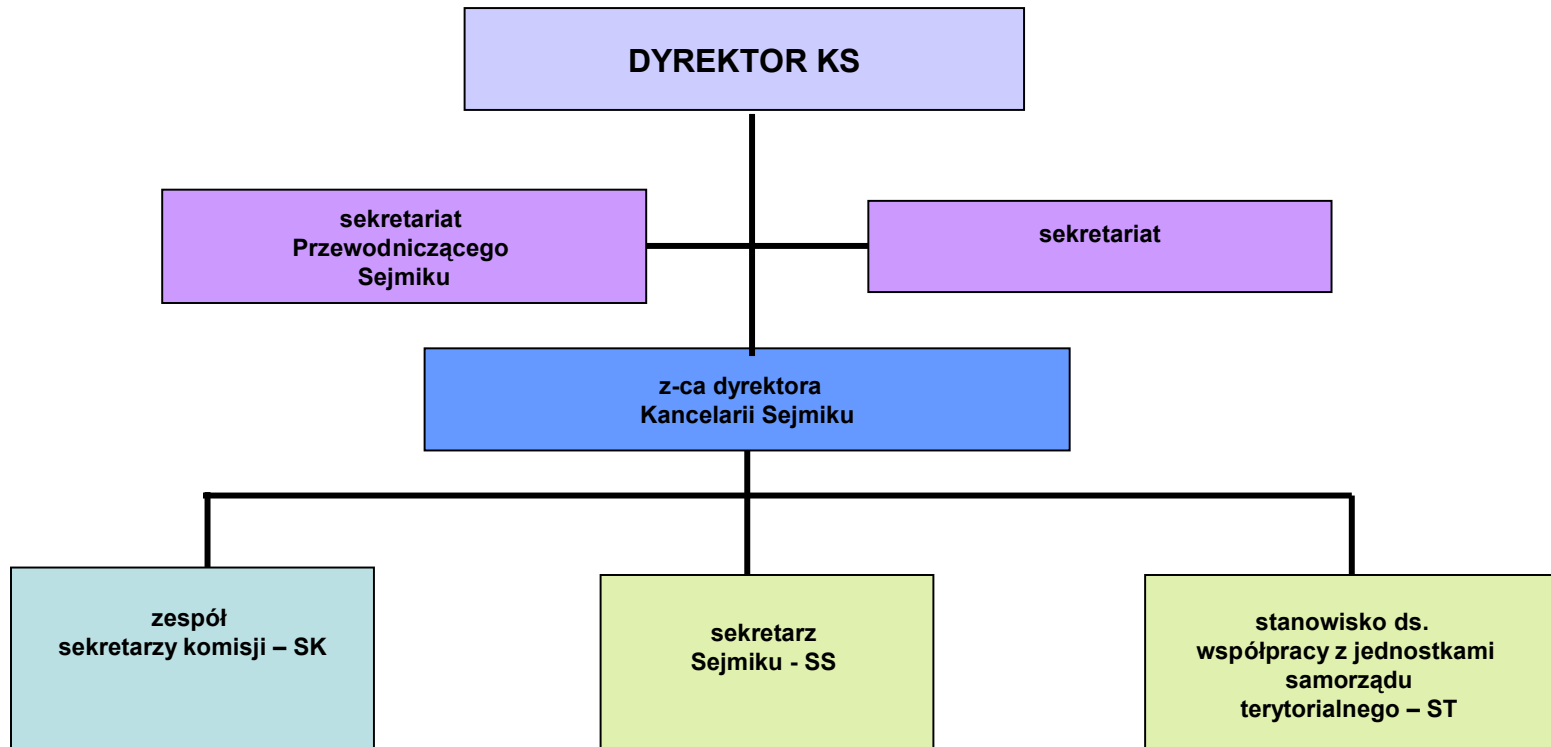 DYREKTOR KS
sekretariat
Przewodniczącego
Sejmiku
sekretariat
z-ca dyrektora
Kancelarii Sejmiku
zespół
sekretarzy komisji – SK
sekretarz
Sejmiku - SS
stanowisko ds.
współpracy z jednostkami
samorządu
terytorialnego – ST